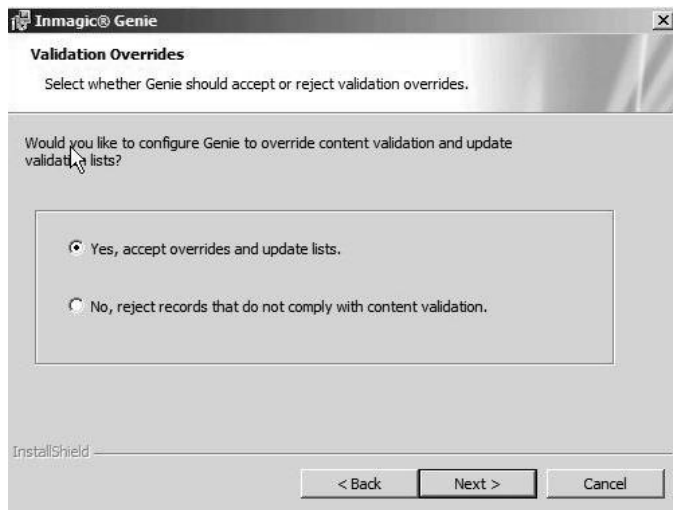 Inmagic® Genie
Validation Overrides
Select whether Genie should accept or reject validation overrides.
Would you like to configure Genie to override content validation and update
validation lists?
Yes, accept overrides and update lists.
No, reject records that do not comply with content validation.
InstallShield
< Back
Next >
Cancel